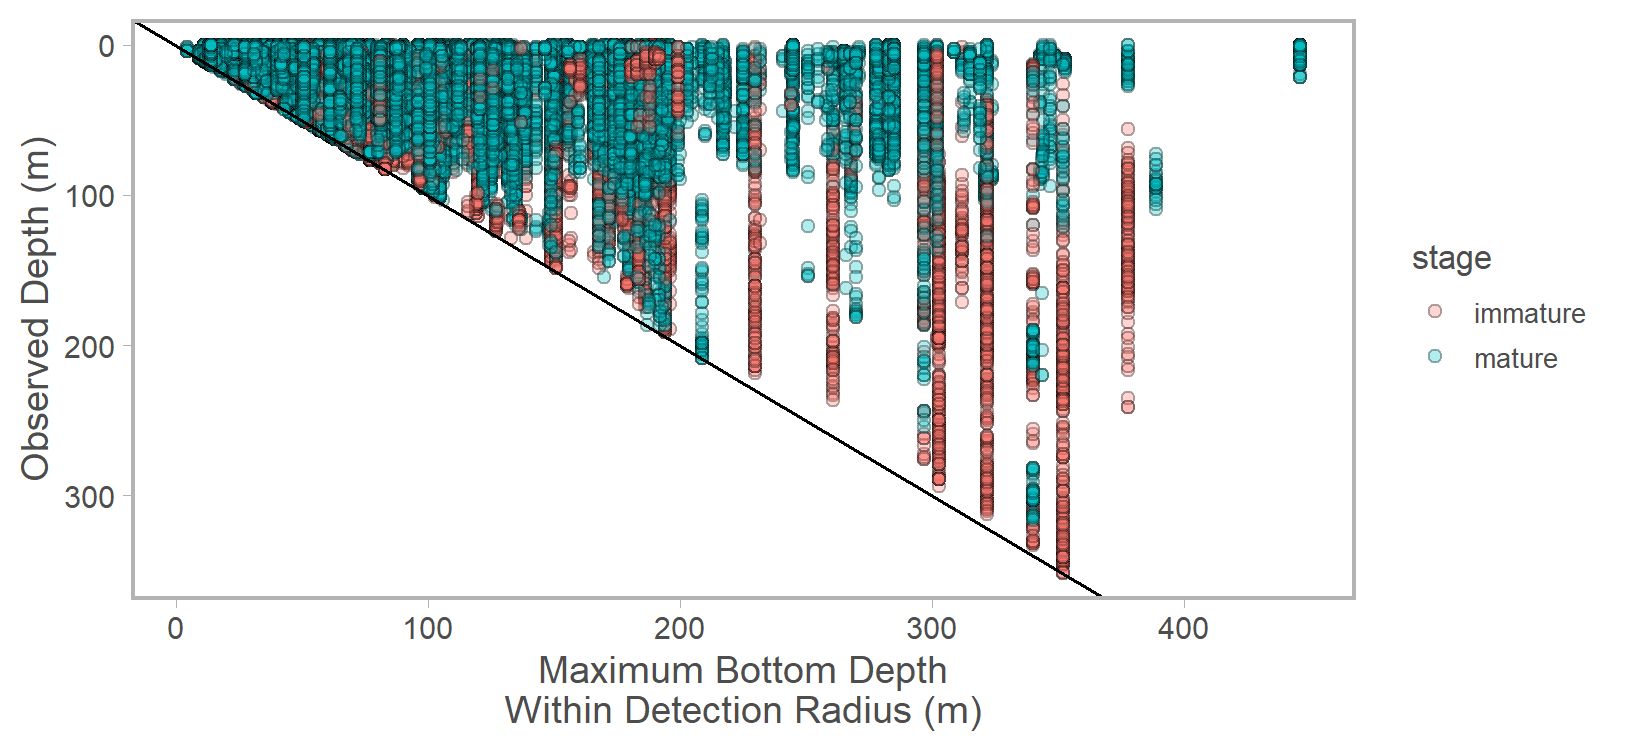 Observed Depth (m)
0
100
200
300
0
100
200
300
400
Maximum Bottom Depth
Within Detection Radius (m)
stage
immature
mature